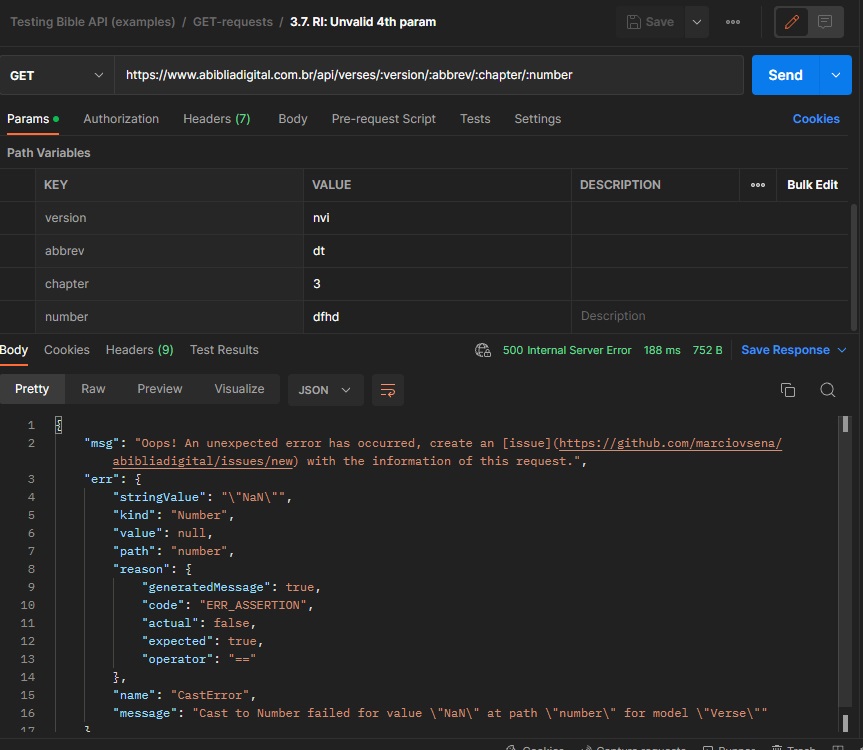 Testing Bible API (examples) / GET-requests / 3.7. RI: Unvalid 4th param Save
GET https://www.abibliadigital.com.br/api/verses/:version/:abbrev/:chapter/:number Send
Params Authorization Headers (7) Body Pre-request Script Tests Settings Cookies
Path Variables
KEY VALUE DESCRIPTION Bulk Edit
version nvi
abbrev dt
chapter 3
number dfhd Description
Body Cookies Headers (9) Test Results 500 Internal Server Error 188 ms 752 B Save Response
Pretty Raw Preview Visualize JSON
1 {
2 "msg": "Oops! An unexpected error has occurred, create an [issue](https://github.com/marciovsena/
abibliadigital/issues/new) with the information of this request.",
3 "err": {
4 "stringValue": "\"NaN\"",
5 "kind": "Number",
6 "value": null,
7 "path": "number",
8 "reason": {
9 "generatedMessage": true,
10 "code": "ERR_ASSERTION",
11 "actual": false,
12 "expected": true,
13 "operator": "=="
14 },
15 "name": "CastError",
16 "message": "Cast to Number failed for value \"NaN\" at path \"number\" for model \"Verse\""
17 }
Cookies Capture requests Runner Trash